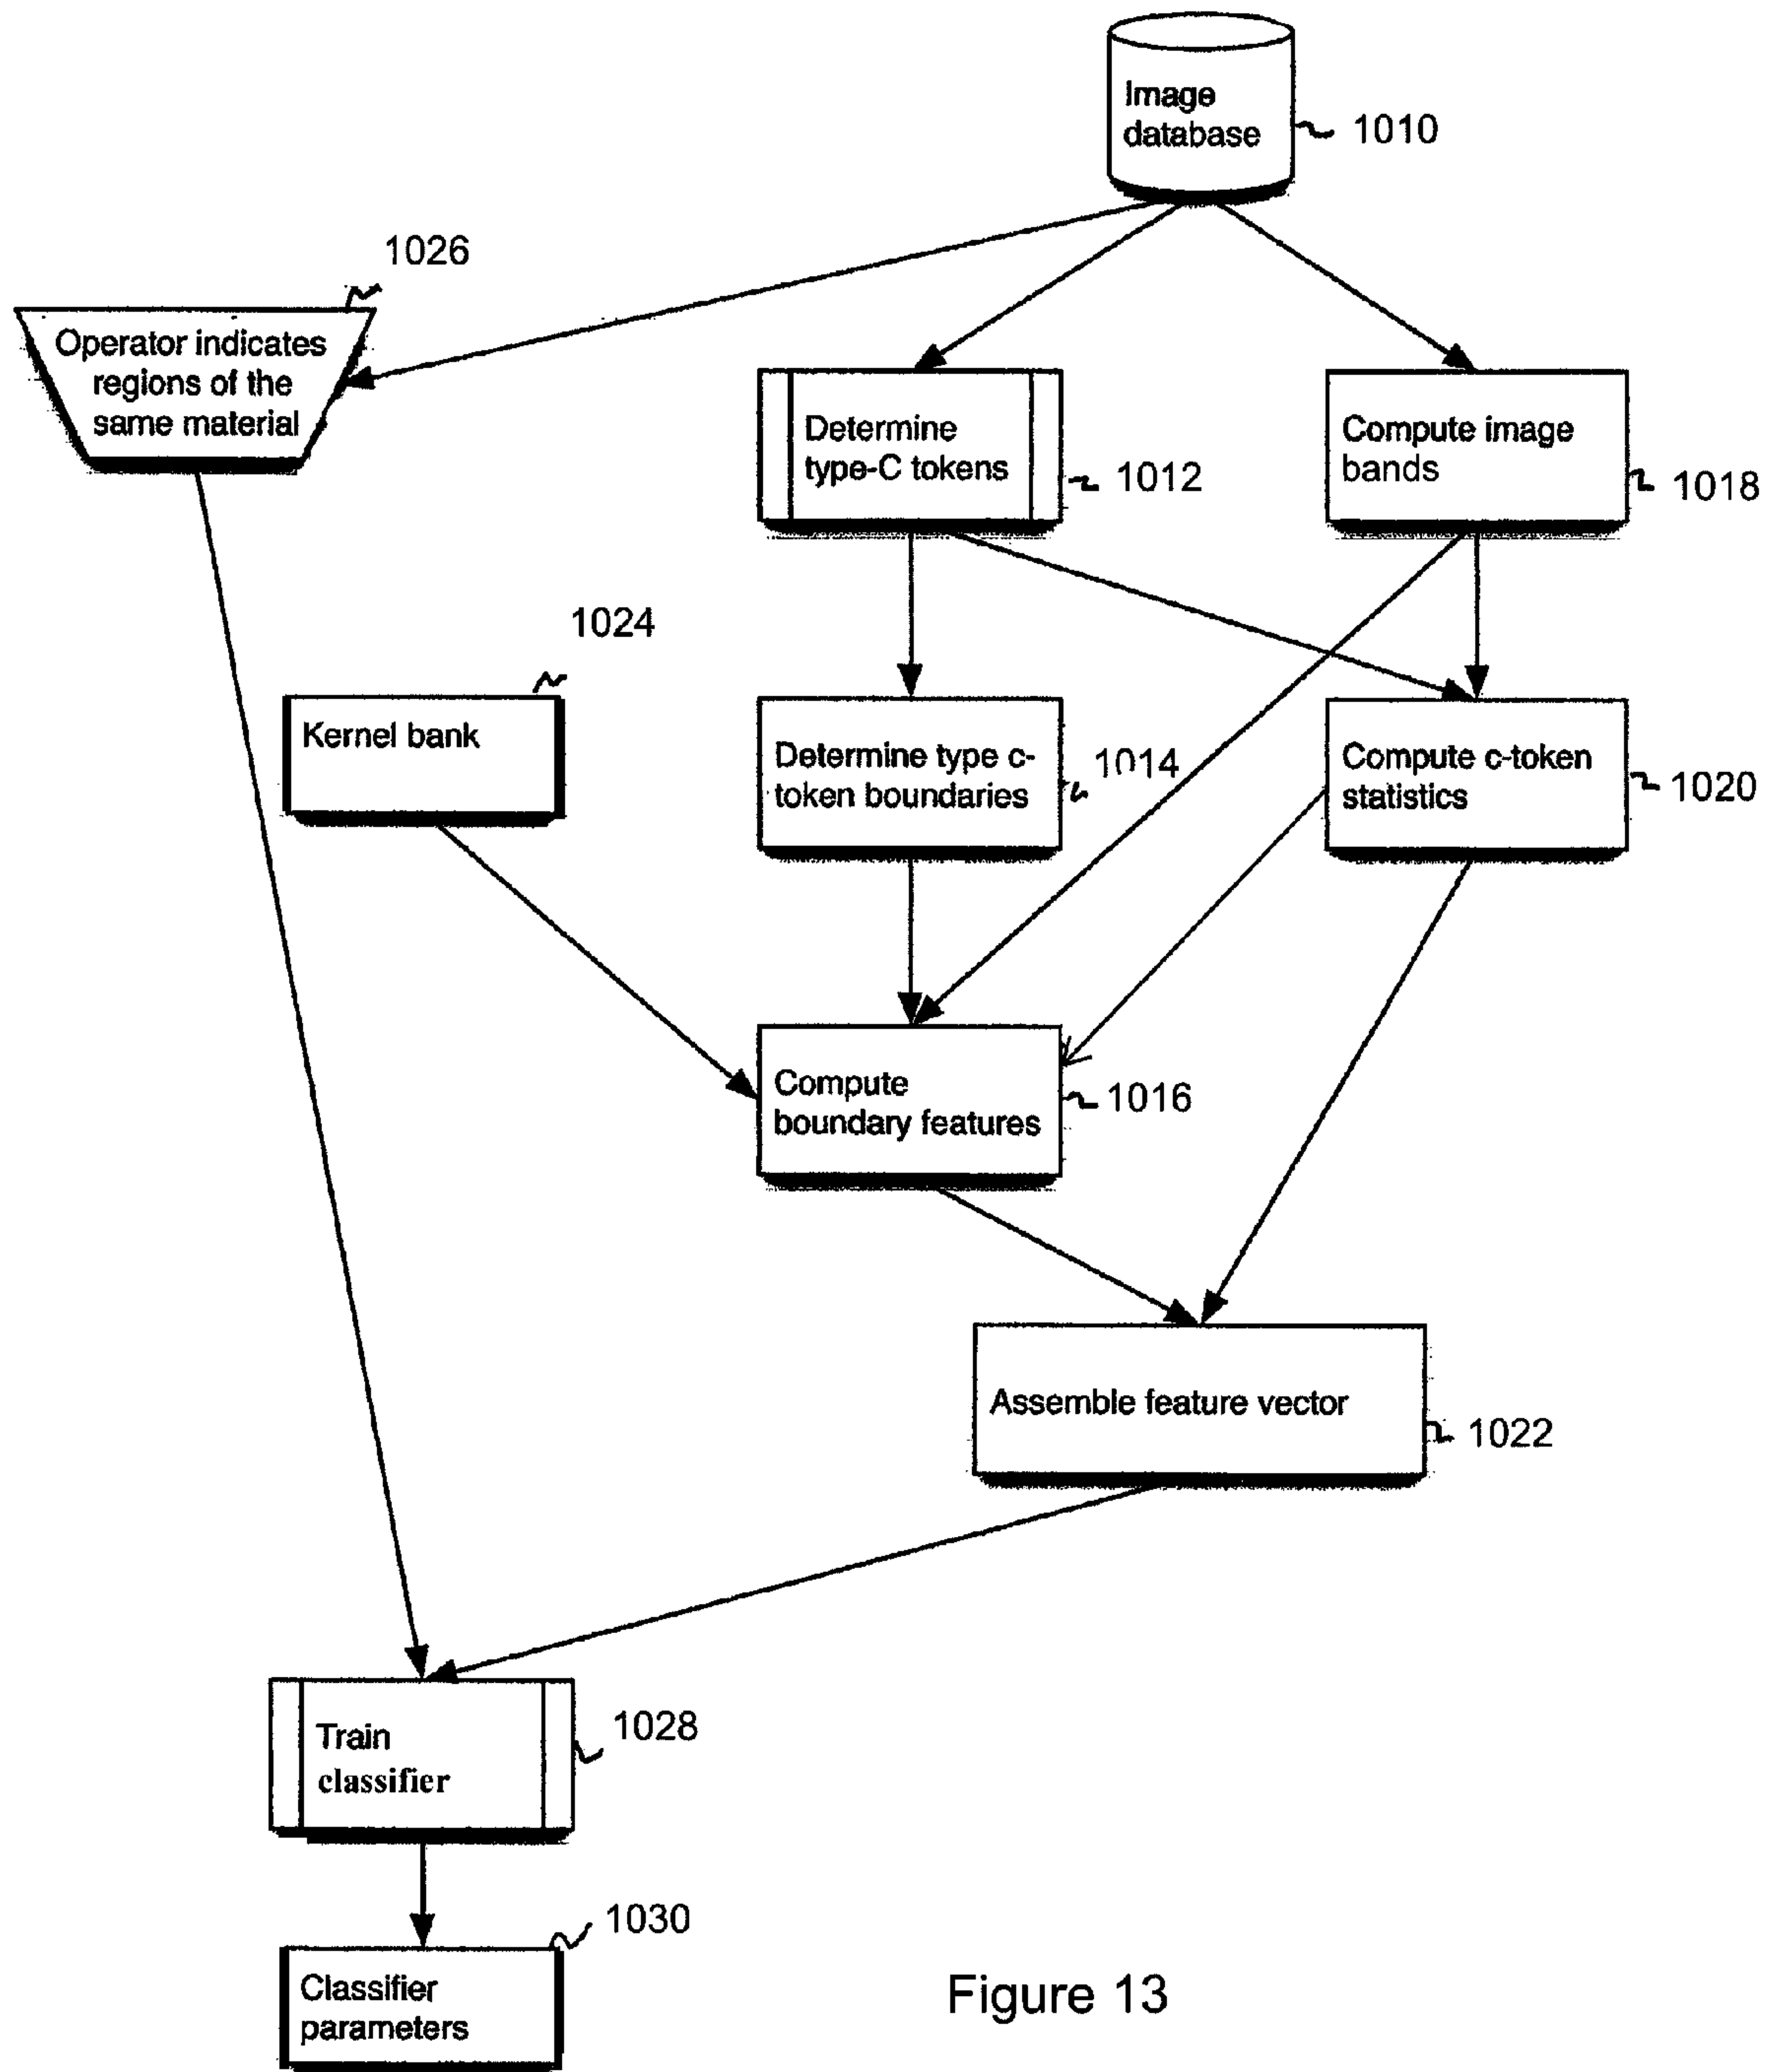 Image
database
1010
1026
Operator indicates
regions of the
same material
Determine
type-C tokens
1012
Compute image
bands
1018
1024
Kernel bank
Determine type c-
token boundaries
1014
Compute c-token
statistics
1020
Compute
boundary features
1016
Assemble feature vector
1022
Train
classifier
1028
1030
Classifier
parameters
Figure 13